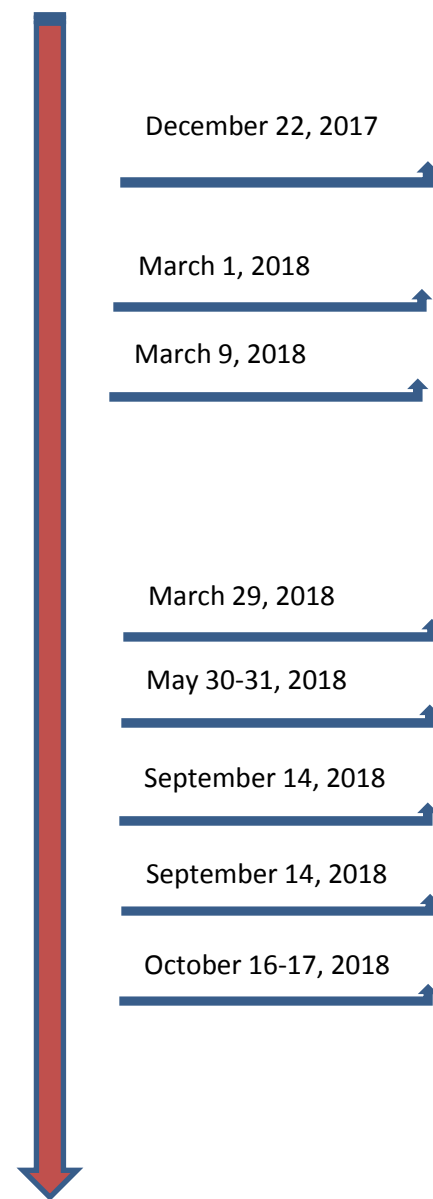 December 22, 2017
March 1, 2018
March 9, 2018
March 29, 2018
May 30-31, 2018
September 14, 2018
September 14, 2018
October 16-17, 2018